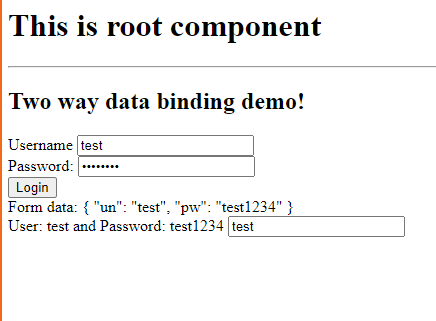 This is root component
Two way data binding demo!
Username test
Password: ••••••••
Login
Form data: { "un": "test", "pw": "test1234" }
User: test and Password: test1234 test